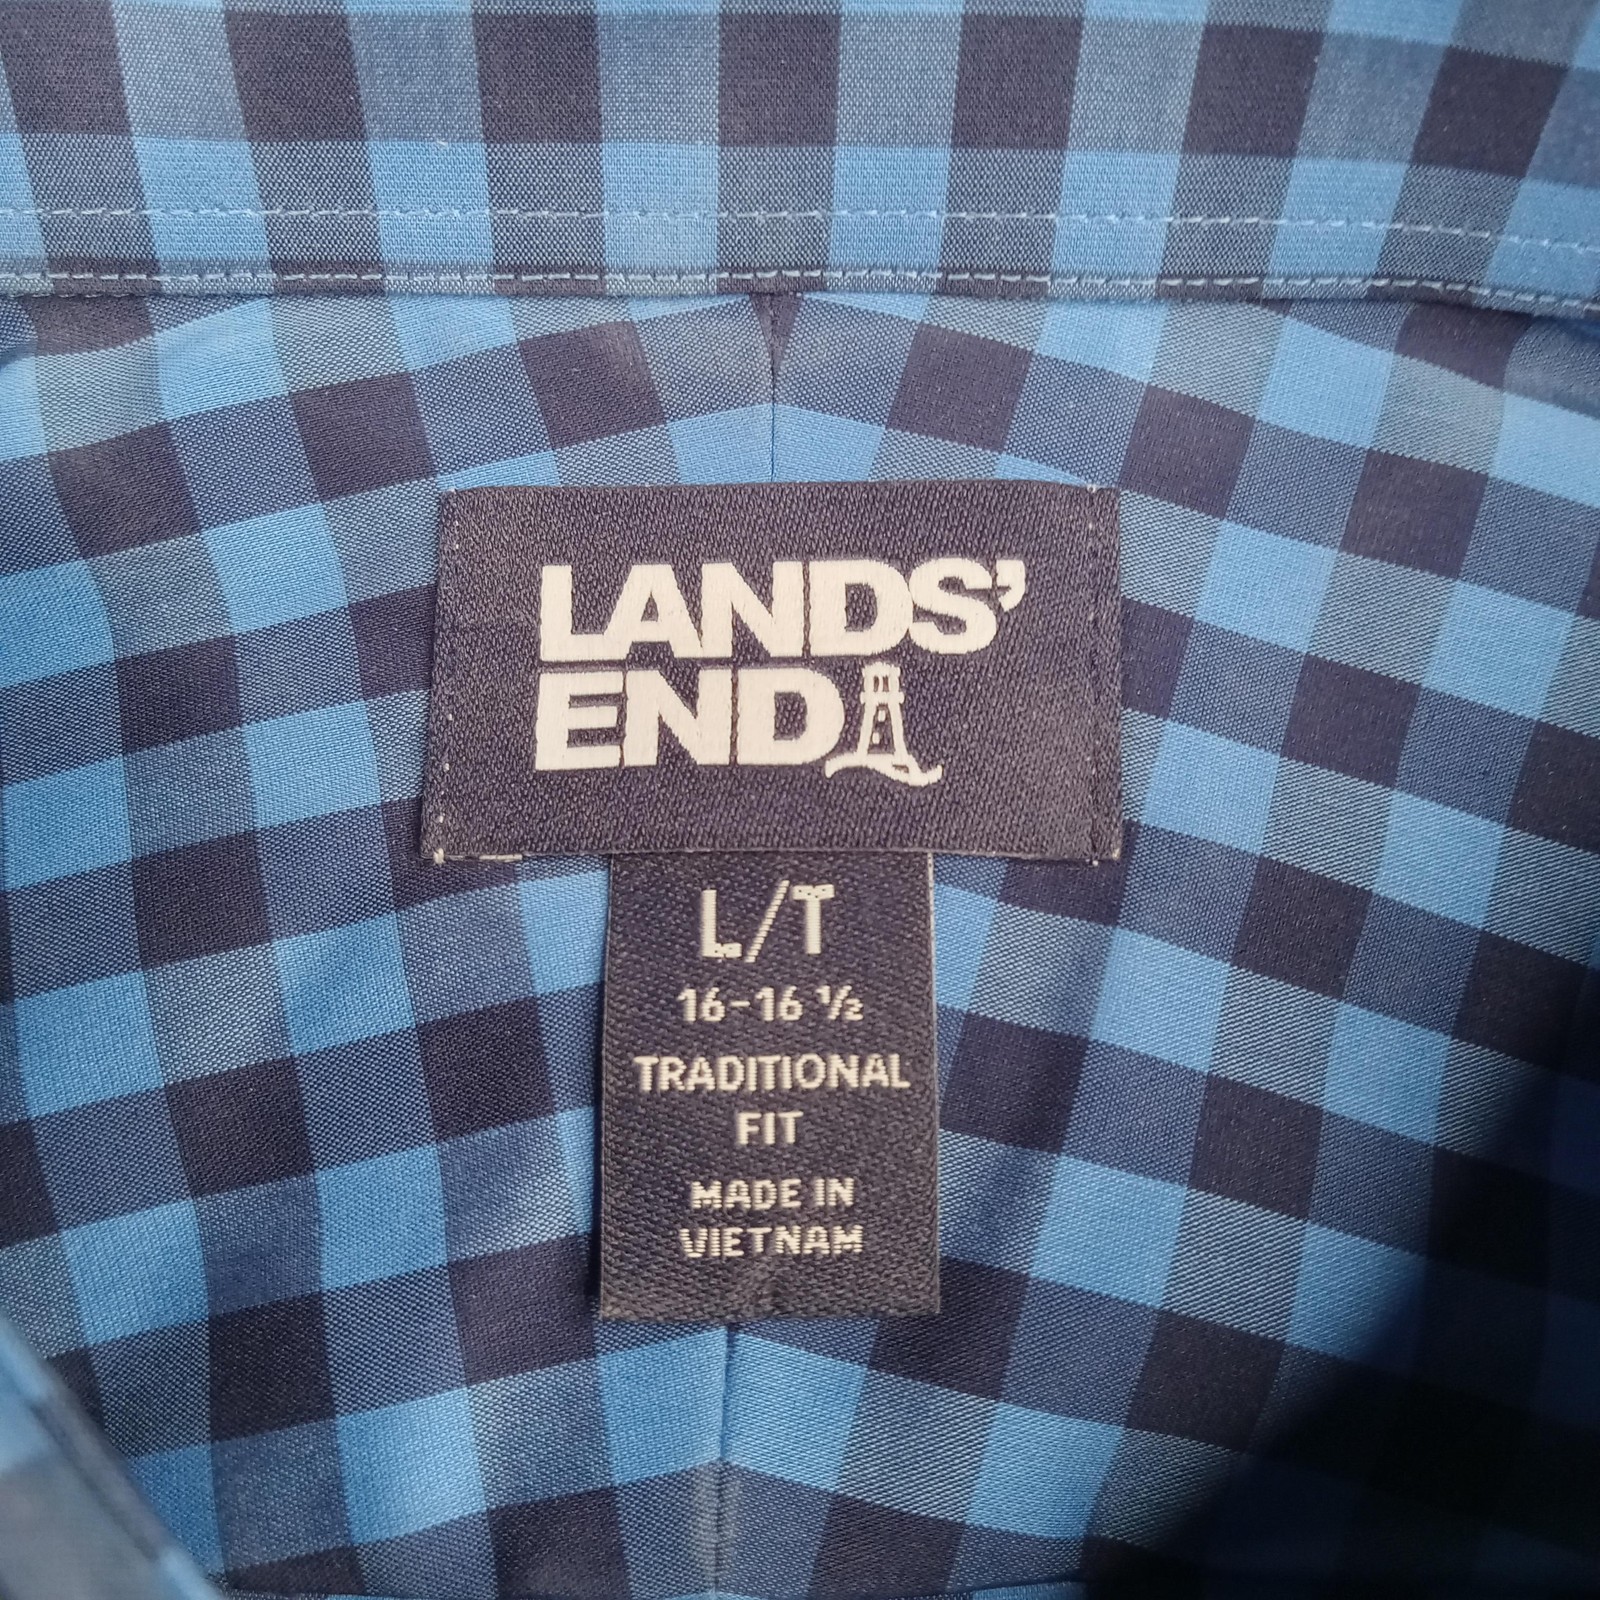 LANDS'
END
L/T
16-16 ½
TRADITIONAL
FIT
MADE IN
VIETNAM